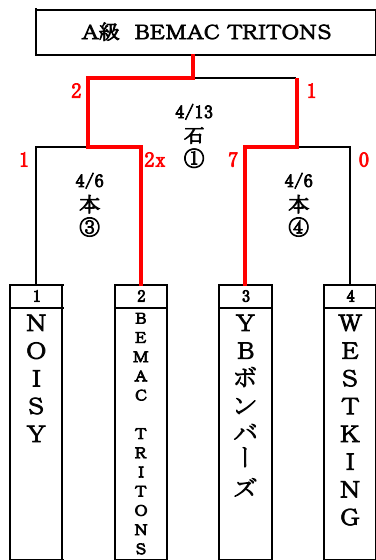 A級 BEMAC TRITONS
2
1
4/13
石
①
1
2x
7
0
4/6
本
③
4/6
本
④
1
2
3
4
NOISY
BEMAC TRITONS
YBボンバーズ
WESTKING